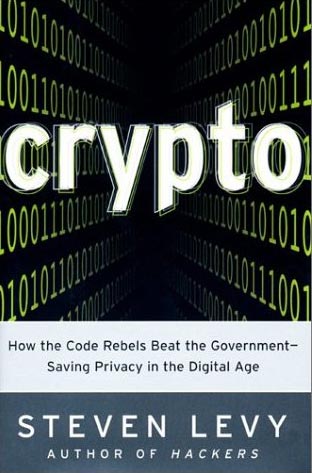 crypto
How the Code Rebels Beat the Government—
Saving Privacy in the Digital Age
STEVEN LEVY
AUTHOR OF HACKERS